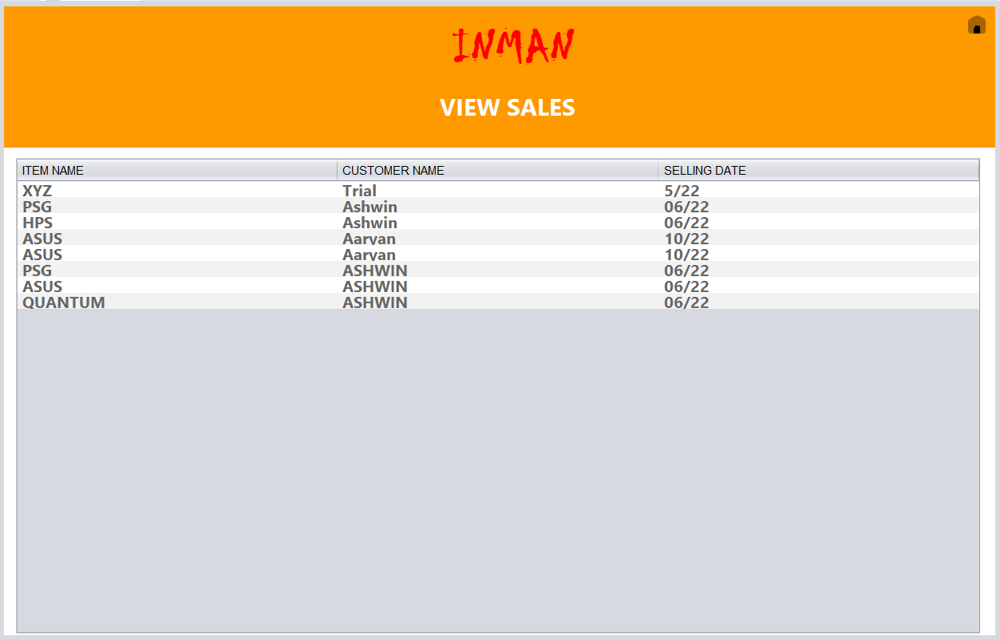 INMAN
VIEW SALES
ITEM NAME CUSTOMER NAME SELLING DATE
XYZ Trial 5/22
PSG Ashwin 06/22
HPS Ashwin 06/22
ASUS Aarvan 10/22
ASUS Aarvan 10/22
PSG ASHWIN 06/22
ASUS ASHWIN 06/22
QUANTUM ASHWIN 06/22